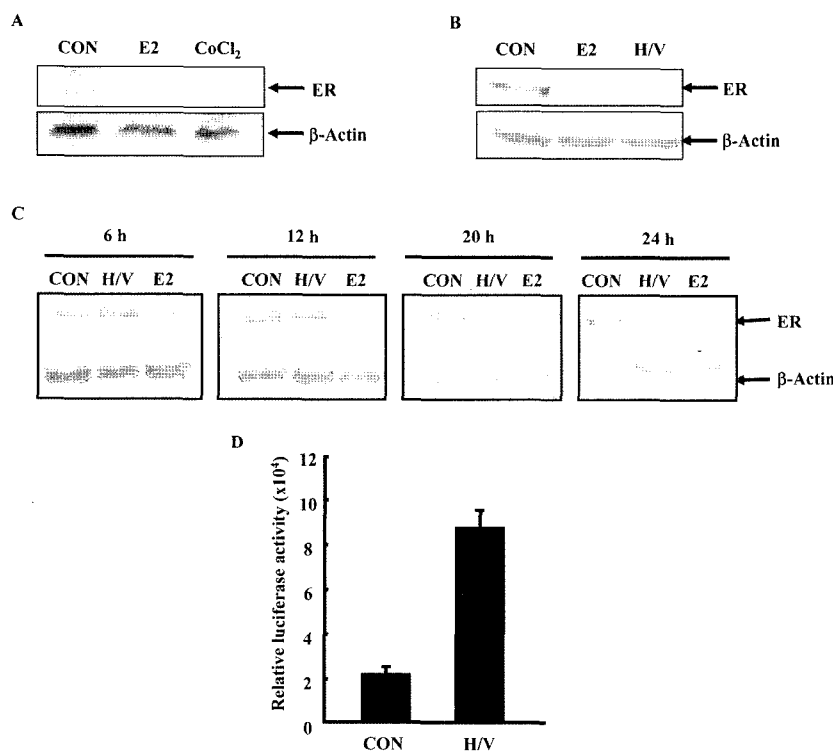 A
CON E2 CoCl₂
ER
β-Actin
B
CON E2 H/V
ER
β-Actin
C
6 h 12 h 20 h 24 h
CON H/V E2 CON H/V E2 CON H/V E2 CON H/V E2
ER
β-Actin
D
Relative luciferase activity (x10⁴)
12
10
8
6
4
2
0
CON H/V